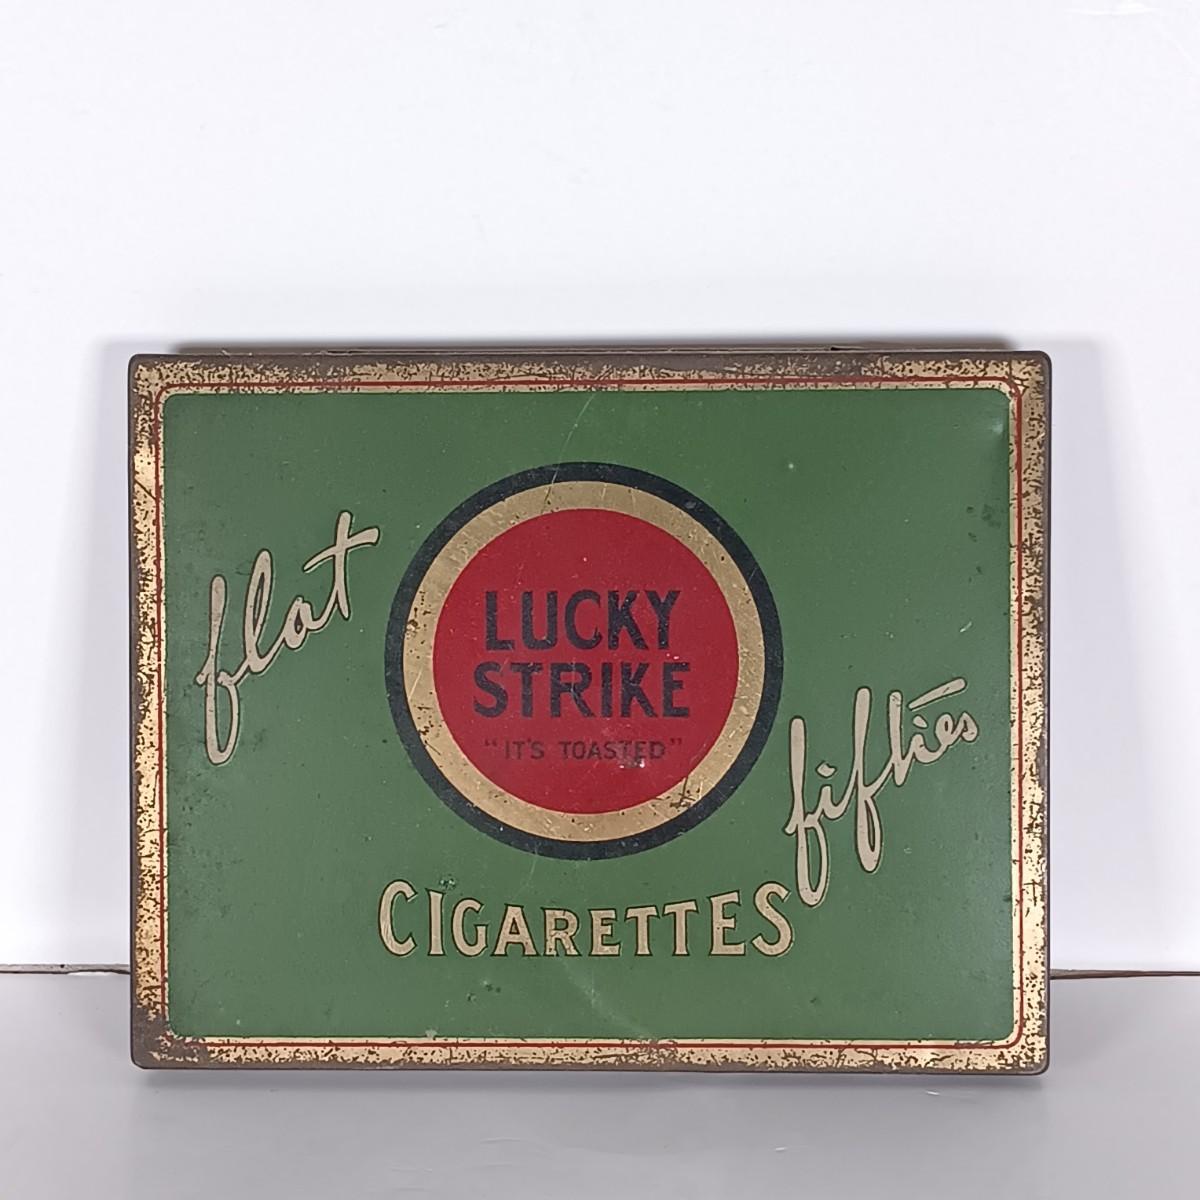 flat
LUCKY
STRIKE
"IT'S TOASTED"
fifties
CIGARETTES